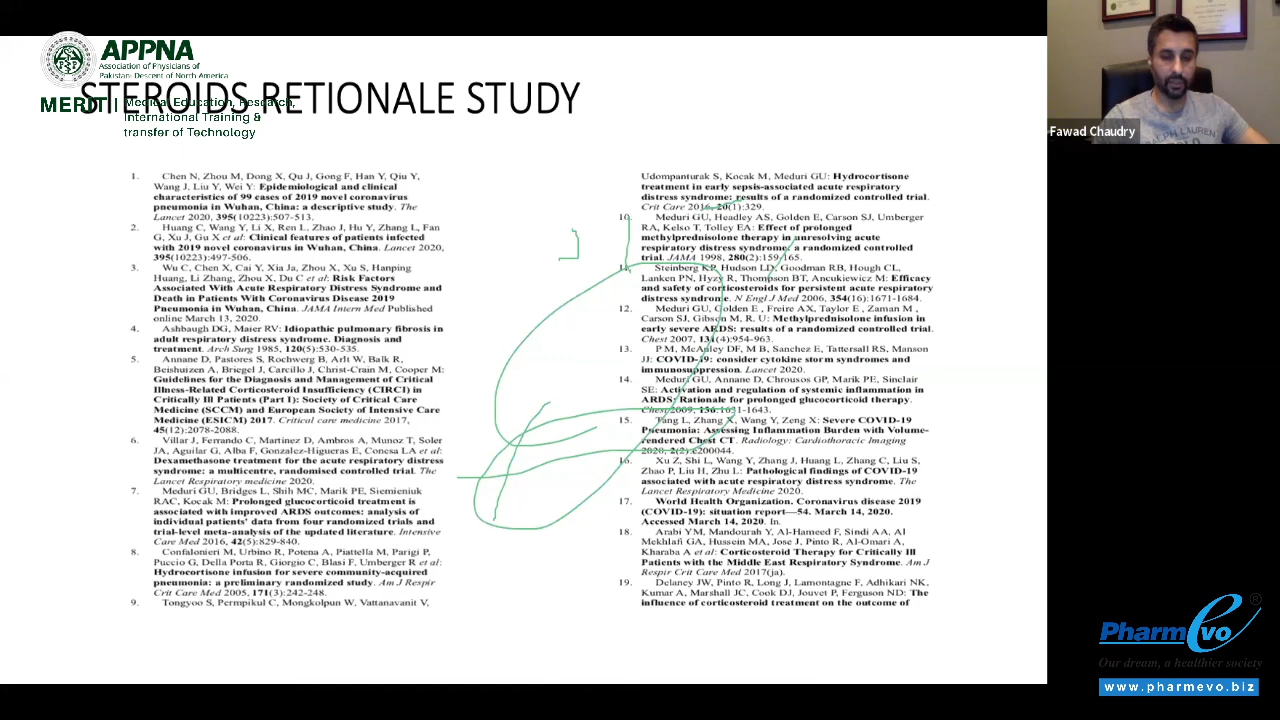 APPNA
Association of Physicians of
Pakistani Descent of North America
STEROIDS RETIONALE STUDY
MERIT
Medical Education, Research,
International Training &
transfer of Technology
1. Chen N, Zhou M, Dong X, Qu J, Gong F, Han Y, Qiu Y,
Wang J, Liu Y, Wei Y: Epidemiological and clinical
characteristics of 99 cases of 2019 novel coronavirus
pneumonia in Wuhan, China: a descriptive study. The
Lancet 2020, 395(10223):507-513.
2. Huang C, Wang Y, Li X, Ren L, Zhao J, Hu Y, Zhang L, Fan
G, Xu J, Gu X et al: Clinical features of patients infected
with 2019 novel coronavirus in Wuhan, China. Lancet 2020,
395(10223):497-506.
3. Wu C, Chen X, Cai Y, Xia Ja, Zhou X, Xu S, Hanping
Huang, Li Zhang, Zhou X, Du C et al: Risk Factors
Associated With Acute Respiratory Distress Syndrome and
Death in Patients With Coronavirus Disease 2019
Pneumonia in Wuhan, China. JAMA Intern Med Published
online March 13, 2020.
4. Ashbaugh DG, Maier RV: Idiopathic pulmonary fibrosis in
adult respiratory distress syndrome. Diagnosis and
treatment. Arch Surg 1985, 120(5):530-535.
5. Annane D, Pastores S, Rochwerg B, Arlt W, Balk R,
Beishuizen A, Briegel J, Carcillo J, Christ-Crain M, Cooper M:
Guidelines for the Diagnosis and Management of Critical
Illness-Related Corticosteroid Insufficiency (CIRCI) in
Critically Ill Patients (Part I): Society of Critical Care
Medicine (SCCM) and European Society of Intensive Care
Medicine (ESICM) 2017. Critical care medicine 2017,
45(12):2078-2088.
6. Villar J, Ferrando C, Martinez D, Ambros A, Munoz T, Soler
JA, Aguilar G, Alba F, Gonzalez-Higueras E, Conesa LA et al:
Dexamethasone treatment for the acute respiratory distress
syndrome: a multicentre, randomised controlled trial. The
Lancet Respiratory medicine 2020.
7. Meduri GU, Bridges L, Shih MC, Marik PE, Siemieniuk
RAC, Kocak M: Prolonged glucocorticoid treatment is
associated with improved ARDS outcomes: analysis of
individual patients' data from four randomized trials and
trial-level meta-analysis of the updated literature. Intensive
Care Med 2016, 42(5):829-840.
8. Confalonieri M, Urbino R, Potena A, Piattella M, Parigi P,
Puccio G, Della Porta R, Giorgio C, Blasi F, Umberger R et al:
Hydrocortisone infusion for severe community-acquired
pneumonia: a preliminary randomized study. Am J Respir
Crit Care Med 2005, 171(3):242-248.
9. Tongyoo S, Permpikul C, Mongkolpun W, Vattanavanit V,
Udompanturak S, Kocak M, Meduri GU: Hydrocortisone
treatment in early sepsis-associated acute respiratory
distress syndrome: results of a randomized controlled trial.
Crit Care 2016, 20(1):329.
10. Meduri GU, Headley AS, Golden E, Carson SJ, Umberger
RA, Kelso T, Tolley EA: Effect of prolonged
methylprednisolone therapy in unresolving acute
respiratory distress syndrome: a randomized controlled
trial. JAMA 1998, 280(2):159-165.
11. Steinberg KP, Hudson LD, Goodman RB, Hough CL,
Lanken PN, Hyzy R, Thompson BT, Ancukiewicz M: Efficacy
and safety of corticosteroids for persistent acute respiratory
distress syndrome. N Engl J Med 2006, 354(16):1671-1684.
12. Meduri GU, Golden E , Freire AX, Taylor E , Zaman M ,
Carson SJ, Gibson M, R. U: Methylprednisolone infusion in
early severe ARDS: results of a randomized controlled trial.
Chest 2007, 131(4):954-963.
13. P M, McAuley DF, M B, Sanchez E, Tattersall RS, Manson
JJ: COVID-19: consider cytokine storm syndromes and
immunosuppression. Lancet 2020.
14. Meduri GU, Annane D, Chrousos GP, Marik PE, Sinclair
SE: Activation and regulation of systemic inflammation in
ARDS: Rationale for prolonged glucocorticoid therapy.
Chest 2009, 136:1631-1643.
15. Tang L, Zhang X, Wang Y, Zeng X: Severe COVID-19
Pneumonia: Assessing Inflammation Burden with Volume-
rendered Chest CT. Radiology: Cardiothoracic Imaging
2020, 2(2):e200044.
16. Xu Z, Shi L, Wang Y, Zhang J, Huang L, Zhang C, Liu S,
Zhao P, Liu H, Zhu L: Pathological findings of COVID-19
associated with acute respiratory distress syndrome. The
Lancet Respiratory Medicine 2020.
17. World Health Organization. Coronavirus disease 2019
(COVID-19): situation report—54. March 14, 2020.
Accessed March 14, 2020. In.
18. Arabi YM, Mandourah Y, Al-Hameed F, Sindi AA, Al
Mekhlafi GA, Hussein MA, Jose J, Pinto R, Al-Omari A,
Kharaba A et al: Corticosteroid Therapy for Critically Ill
Patients with the Middle East Respiratory Syndrome. Am J
Respir Crit Care Med 2017(ja).
19. Delaney JW, Pinto R, Long J, Lamontagne F, Adhikari NK,
Kumar A, Marshall JC, Cook DJ, Jouvet P, Ferguson ND: The
influence of corticosteroid treatment on the outcome of
RALPH LAUREN
Fawad Chaudry
PharmEvo
Our dream, a healthier society
www.pharmevo.biz